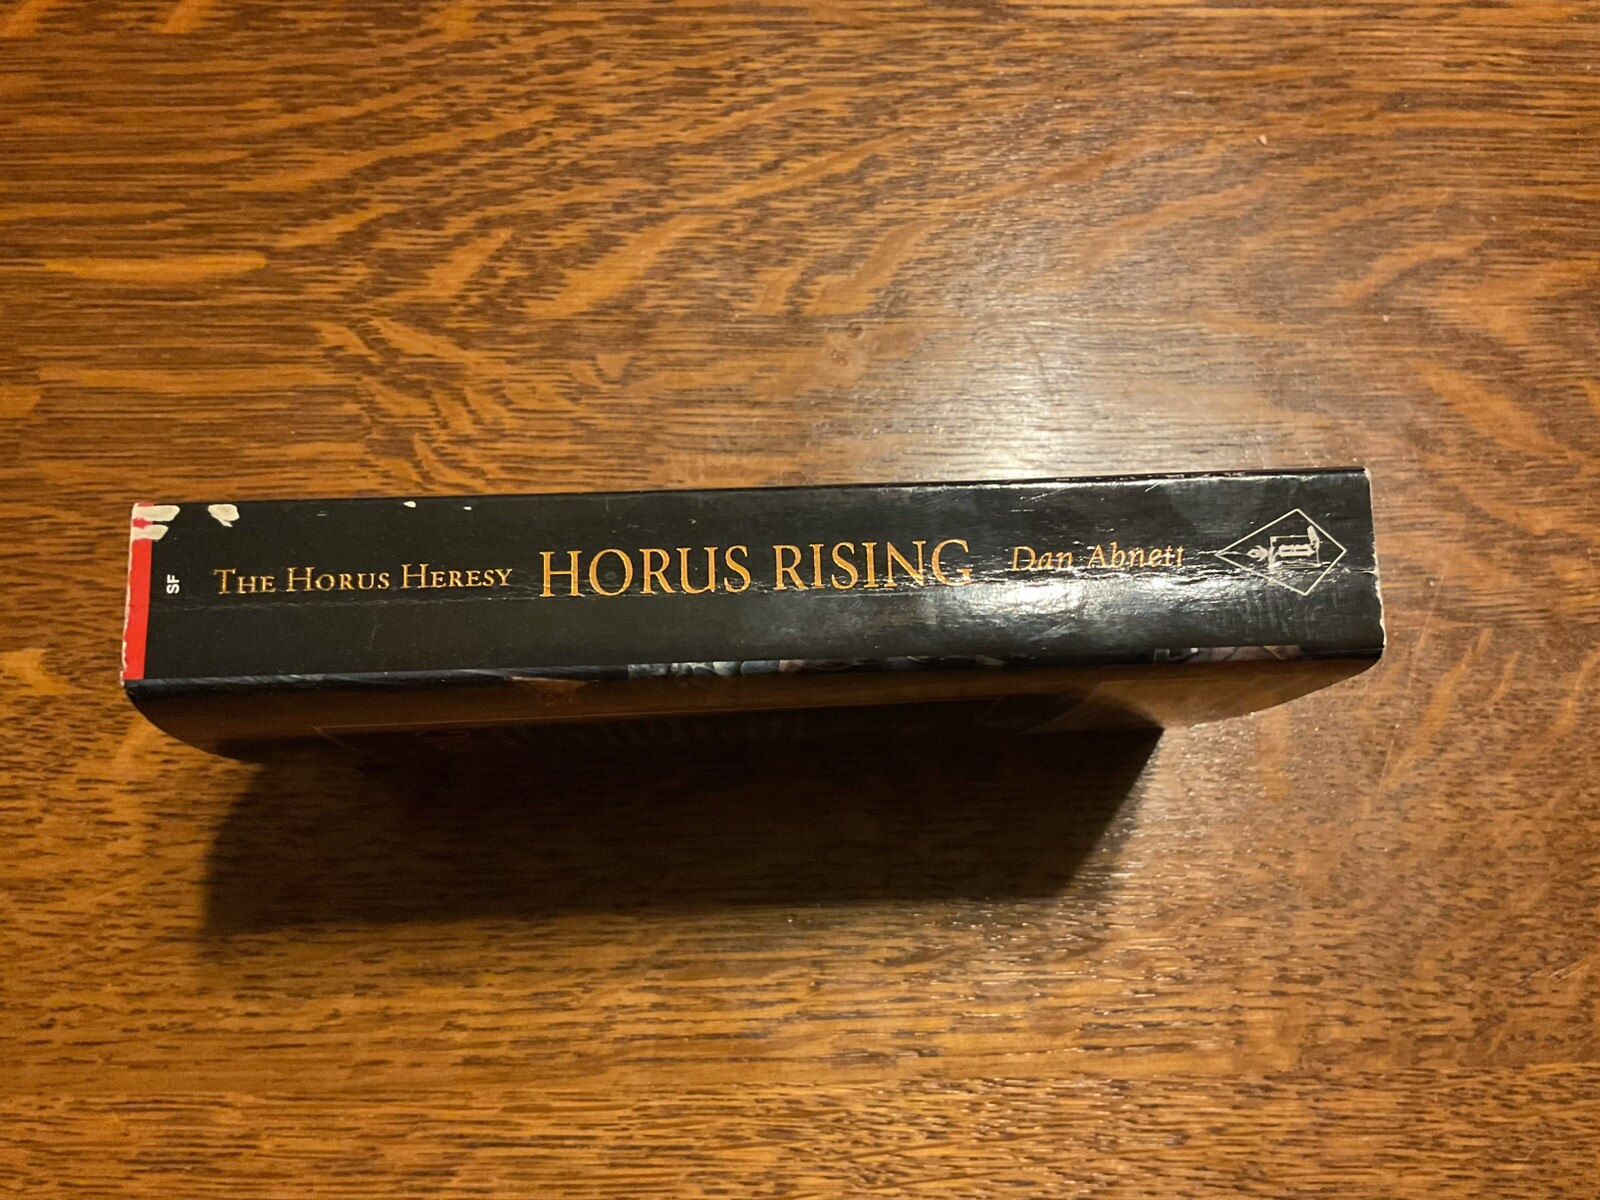 SF
THE HORUS HERESY HORUS RISING Dan Abnett